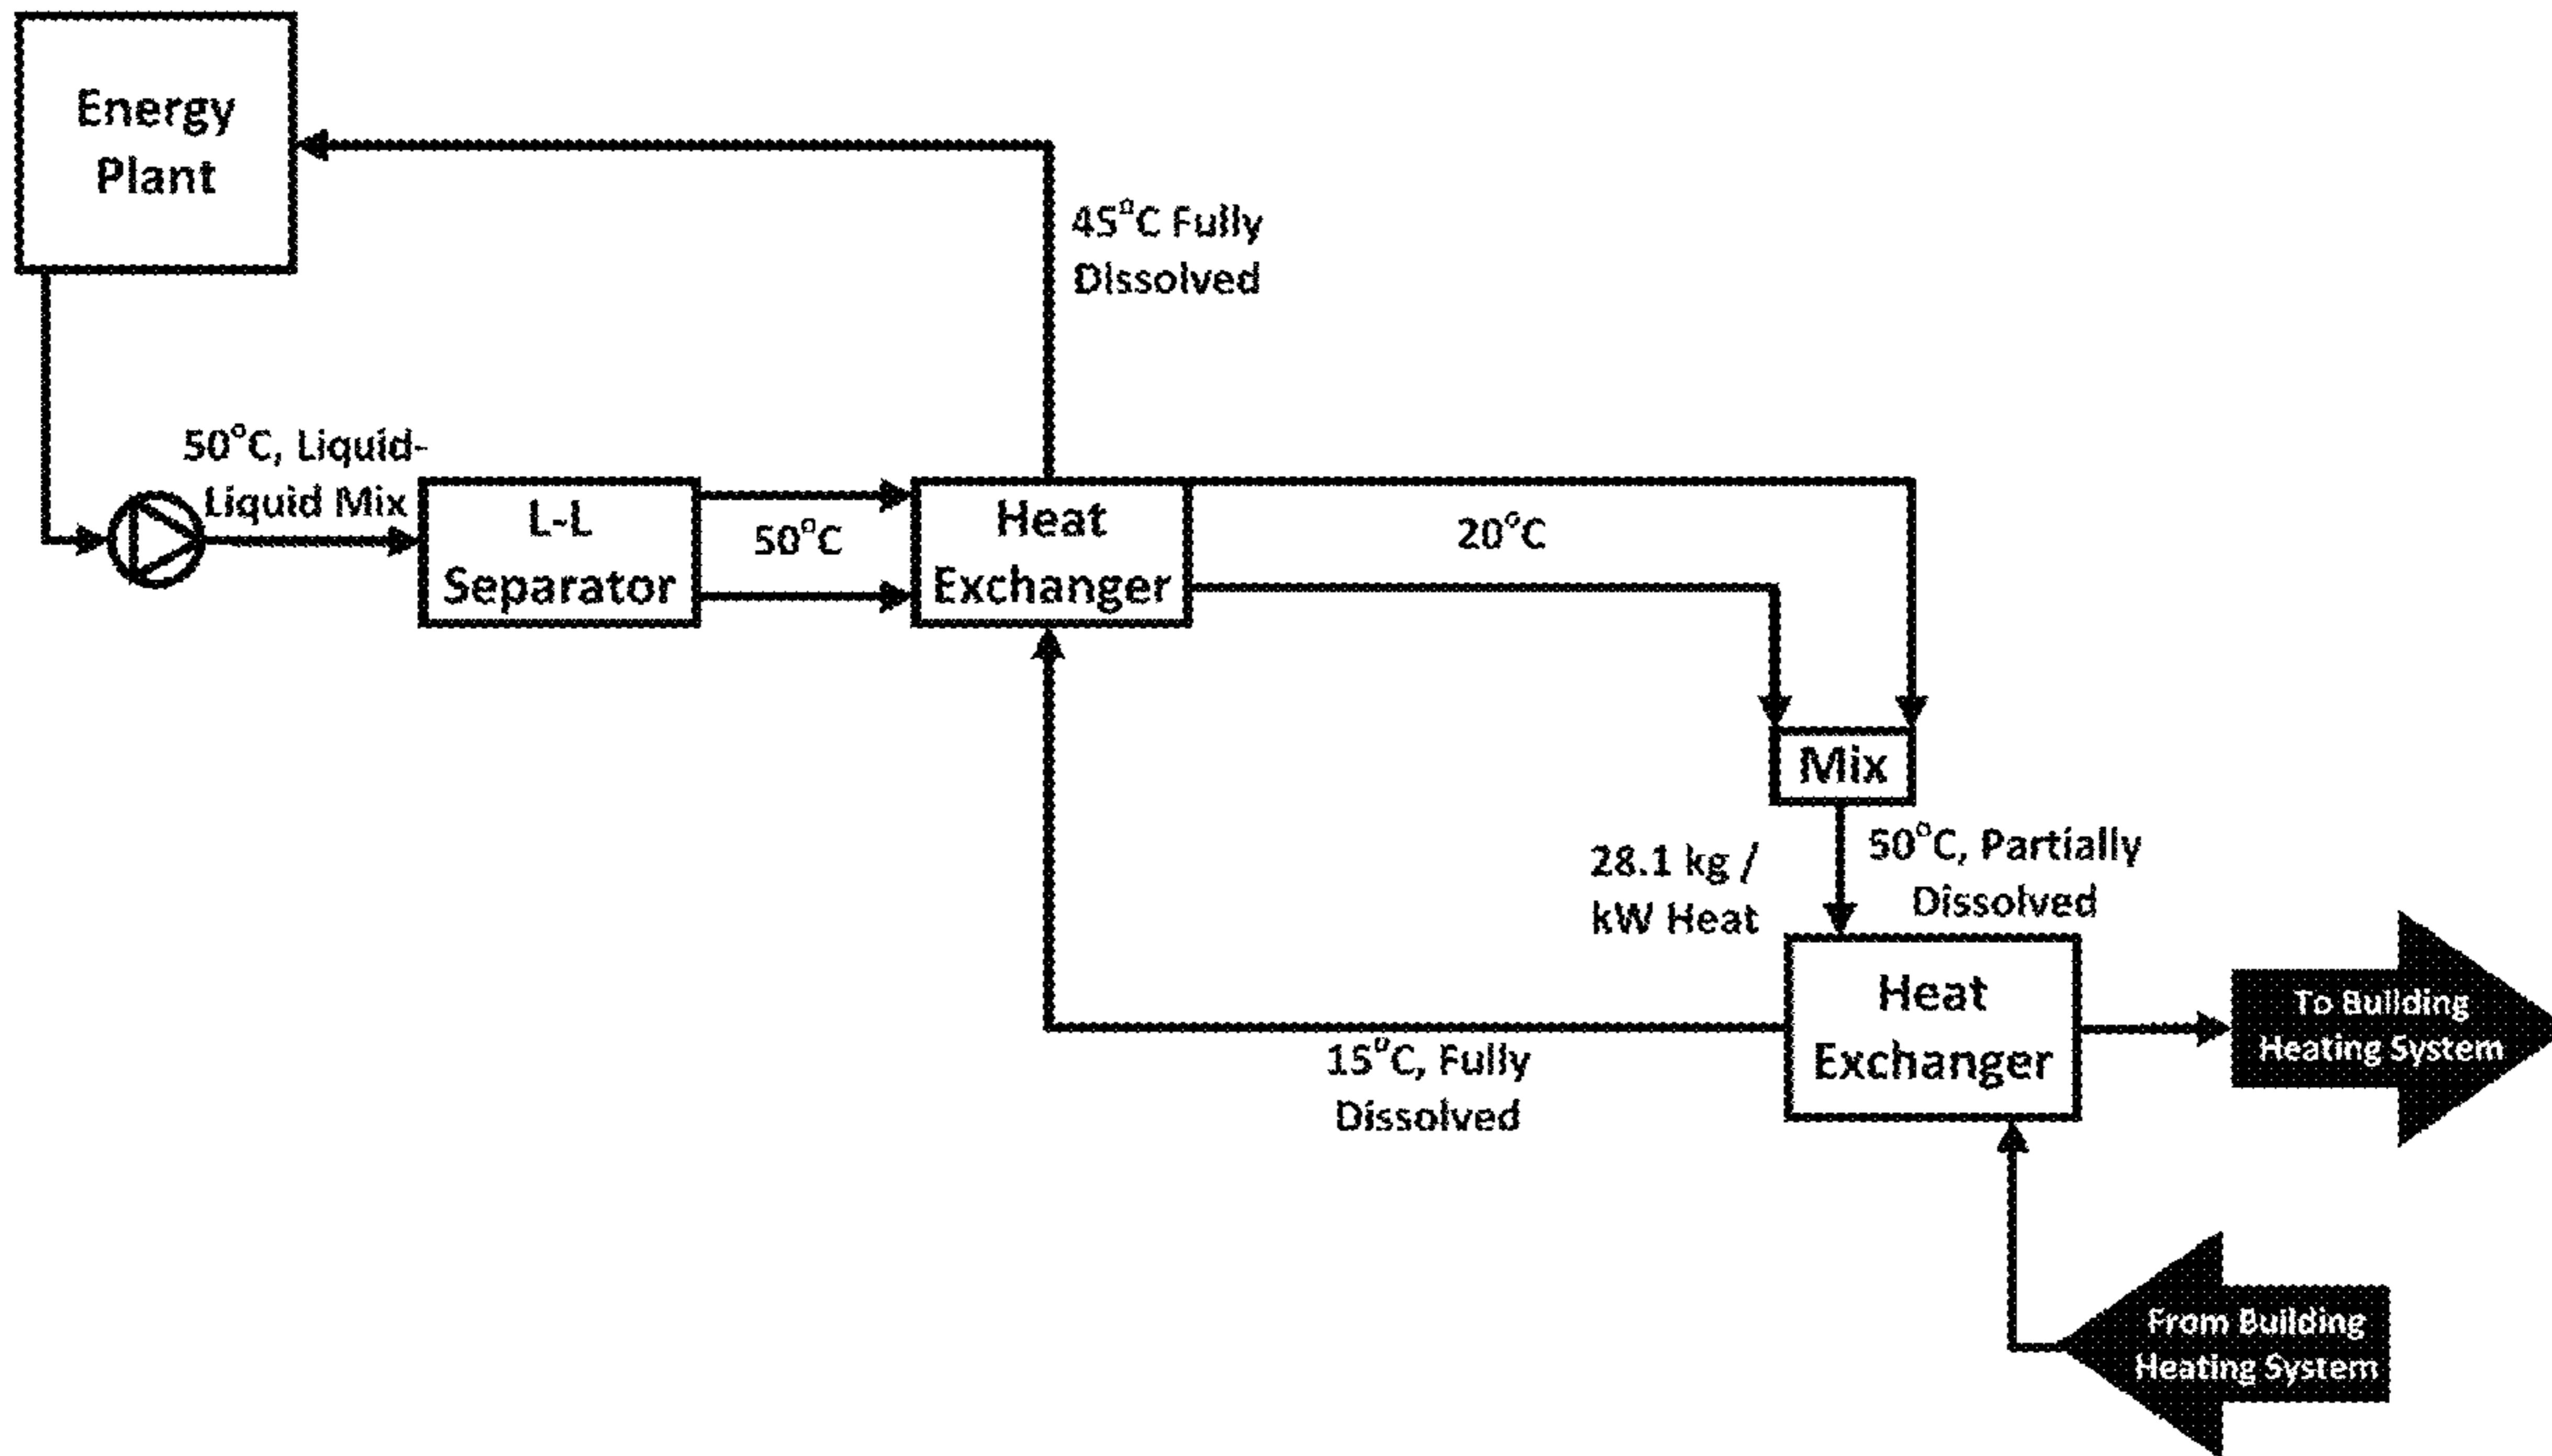 Energy
Plant
45°C Fully
Dissolved
50°C, Liquid-
Liquid Mix
L-L
Separator
50°C
Heat
Exchanger
20°C
Mix
28.1 kg /
kW Heat
50°C, Partially
Dissolved
15°C, Fully
Dissolved
Heat
Exchanger
To Building
Heating System
From Building
Heating System